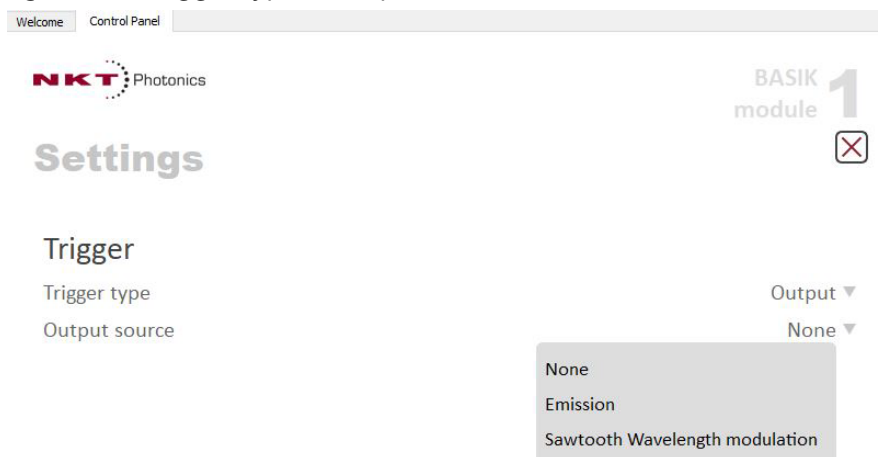 Welcome Control Panel
NKT Photonics
BASIK
module 1
Settings
Trigger
Trigger type Output
Output source None
None
Emission
Sawtooth Wavelength modulation